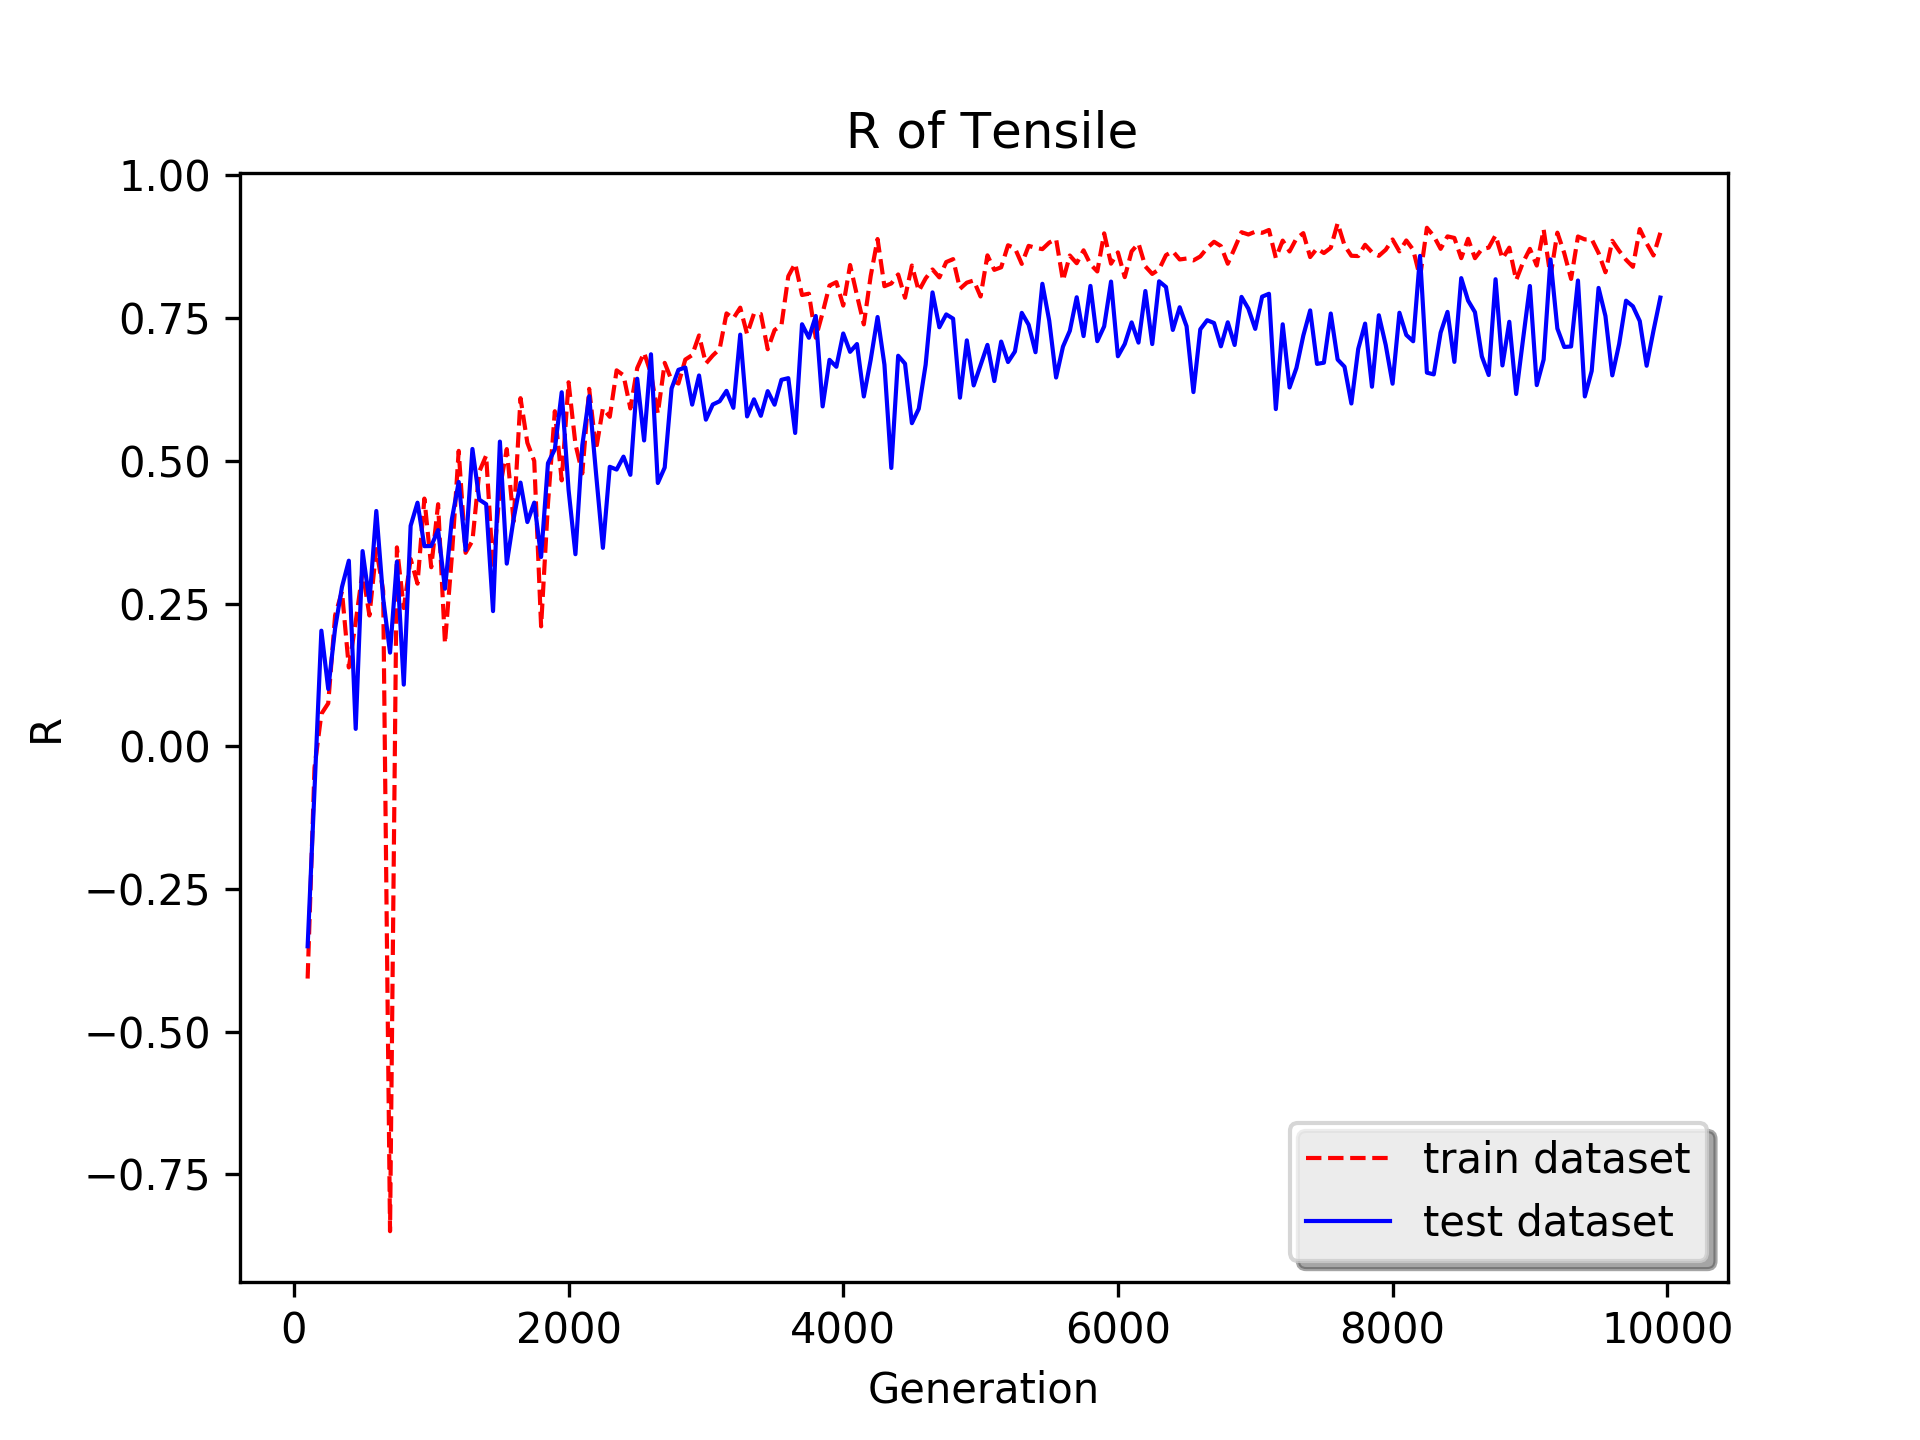 R of Tensile
1.00
0.75
0.50
0.25
0.00
−0.25
−0.50
−0.75
R
0 2000 4000 6000 8000 10000
Generation
train dataset
test dataset